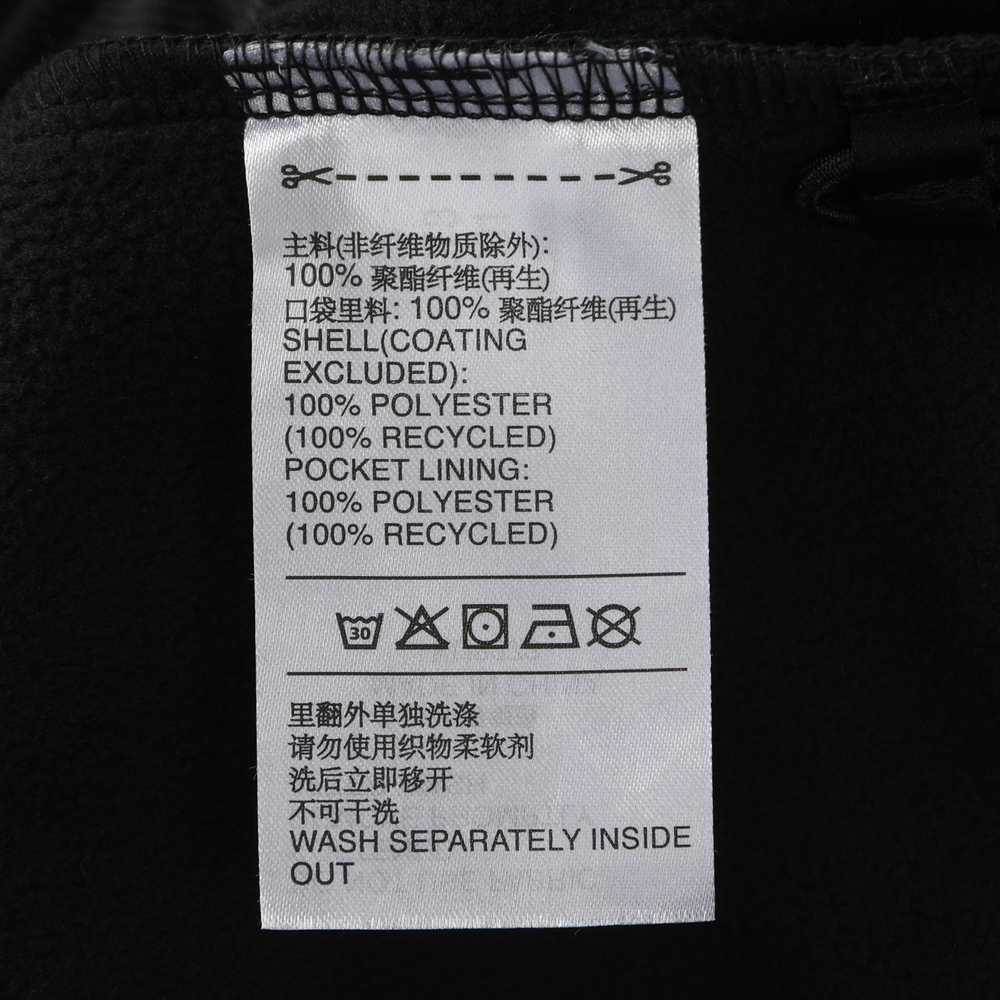 主料(非纤维物质除外):
100% 聚酯纤维(再生)
口袋里料: 100% 聚酯纤维(再生)
SHELL(COATING
EXCLUDED):
100% POLYESTER
(100% RECYCLED)
POCKET LINING:
100% POLYESTER
(100% RECYCLED)
30
里翻外单独洗涤
请勿使用织物柔软剂
洗后立即移开
不可干洗
WASH SEPARATELY INSIDE
OUT